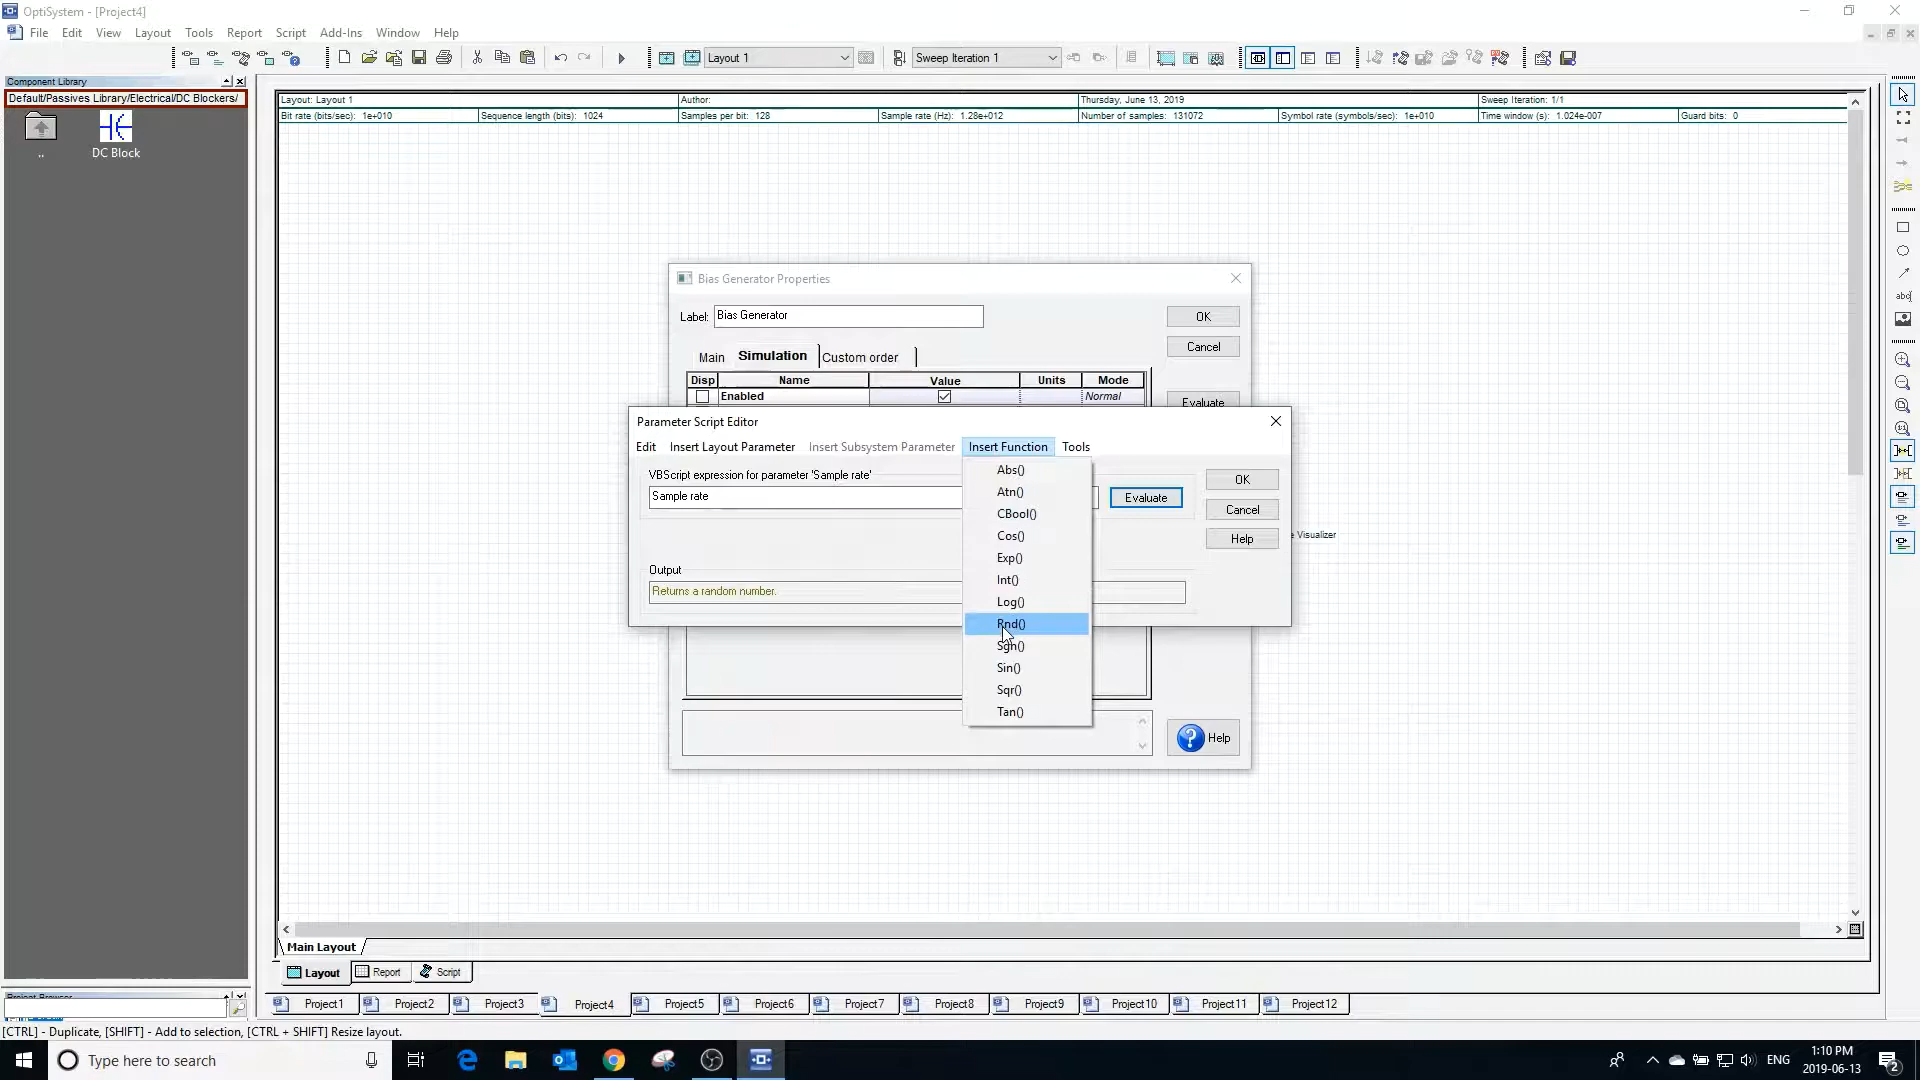 OptiSystem - [Project4]
File Edit View Layout Tools Report Script Add-Ins Window Help
Layout 1
Sweep Iteration 1
Component Library
Default/Passives Library/Electrical/DC Blockers/
..
DC Block
Layout: Layout 1 Author: Thursday, June 13, 2019 Sweep Iteration: 1/1
Bit rate (bits/sec): 1e+010 Sequence length (bits): 1024 Samples per bit: 128 Sample rate (Hz): 1.28e+012 Number of samples: 131072 Symbol rate (symbols/sec): 1e+010 Time window (s): 1.024e-007 Guard bits: 0
Bias Generator Properties
Label: Bias Generator
OK
Cancel
Main Simulation Custom order
Disp Name Value Units Mode
Enabled Normal
Evaluate
Parameter Script Editor
Edit Insert Layout Parameter Insert Subsystem Parameter Insert Function Tools
VBScript expression for parameter 'Sample rate'
Sample rate
Evaluate
OK
Cancel
Help
Output
Returns a random number.
Abs()
Atn()
CBool()
Cos()
Exp()
Int()
Log()
Rnd()
Sgn()
Sin()
Sqr()
Tan()
e Visualizer
Help
Main Layout
Layout Report Script
Project Browser
Project1 Project2 Project3 Project4 Project5 Project6 Project7 Project8 Project9 Project10 Project11 Project12
[CTRL] - Duplicate, [SHIFT] - Add to selection, [CTRL + SHIFT] Resize layout.
Type here to search
ENG
1:10 PM
2019-06-13
2